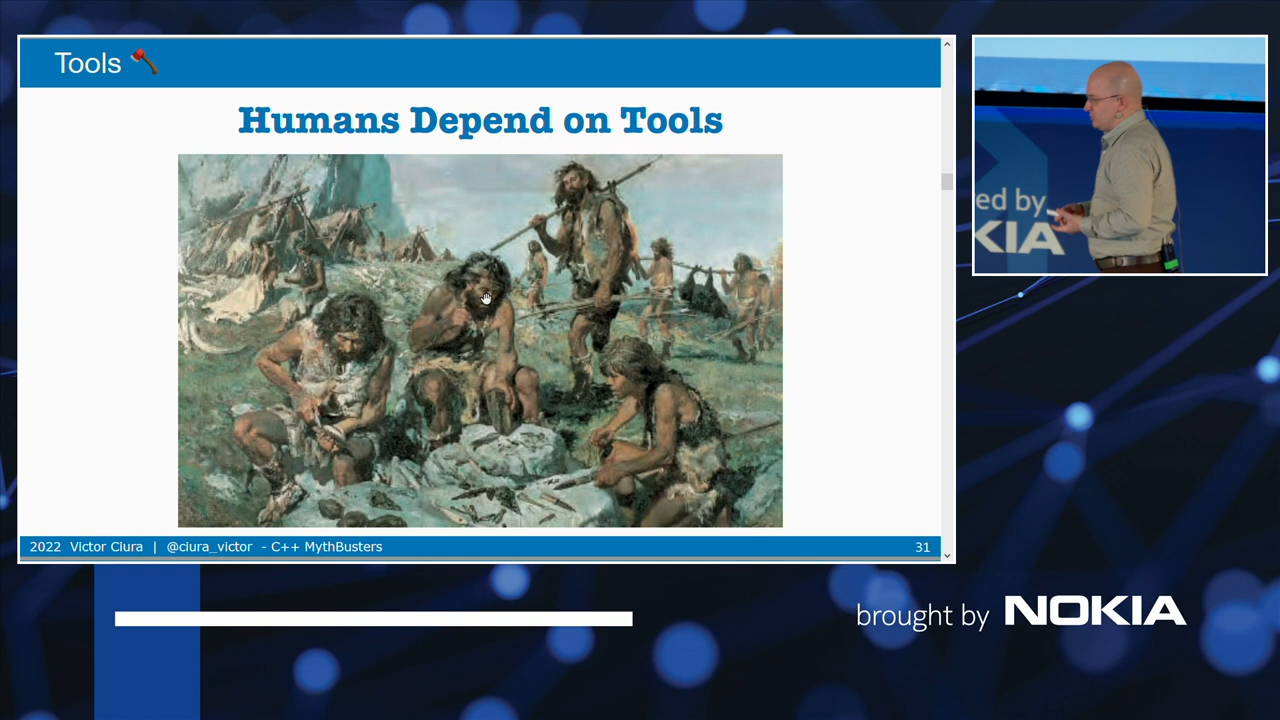 Tools
Humans Depend on Tools
2022 Victor Ciura | @ciura_victor - C++ MythBusters
31
ed by
KIA
brought by NOKIA